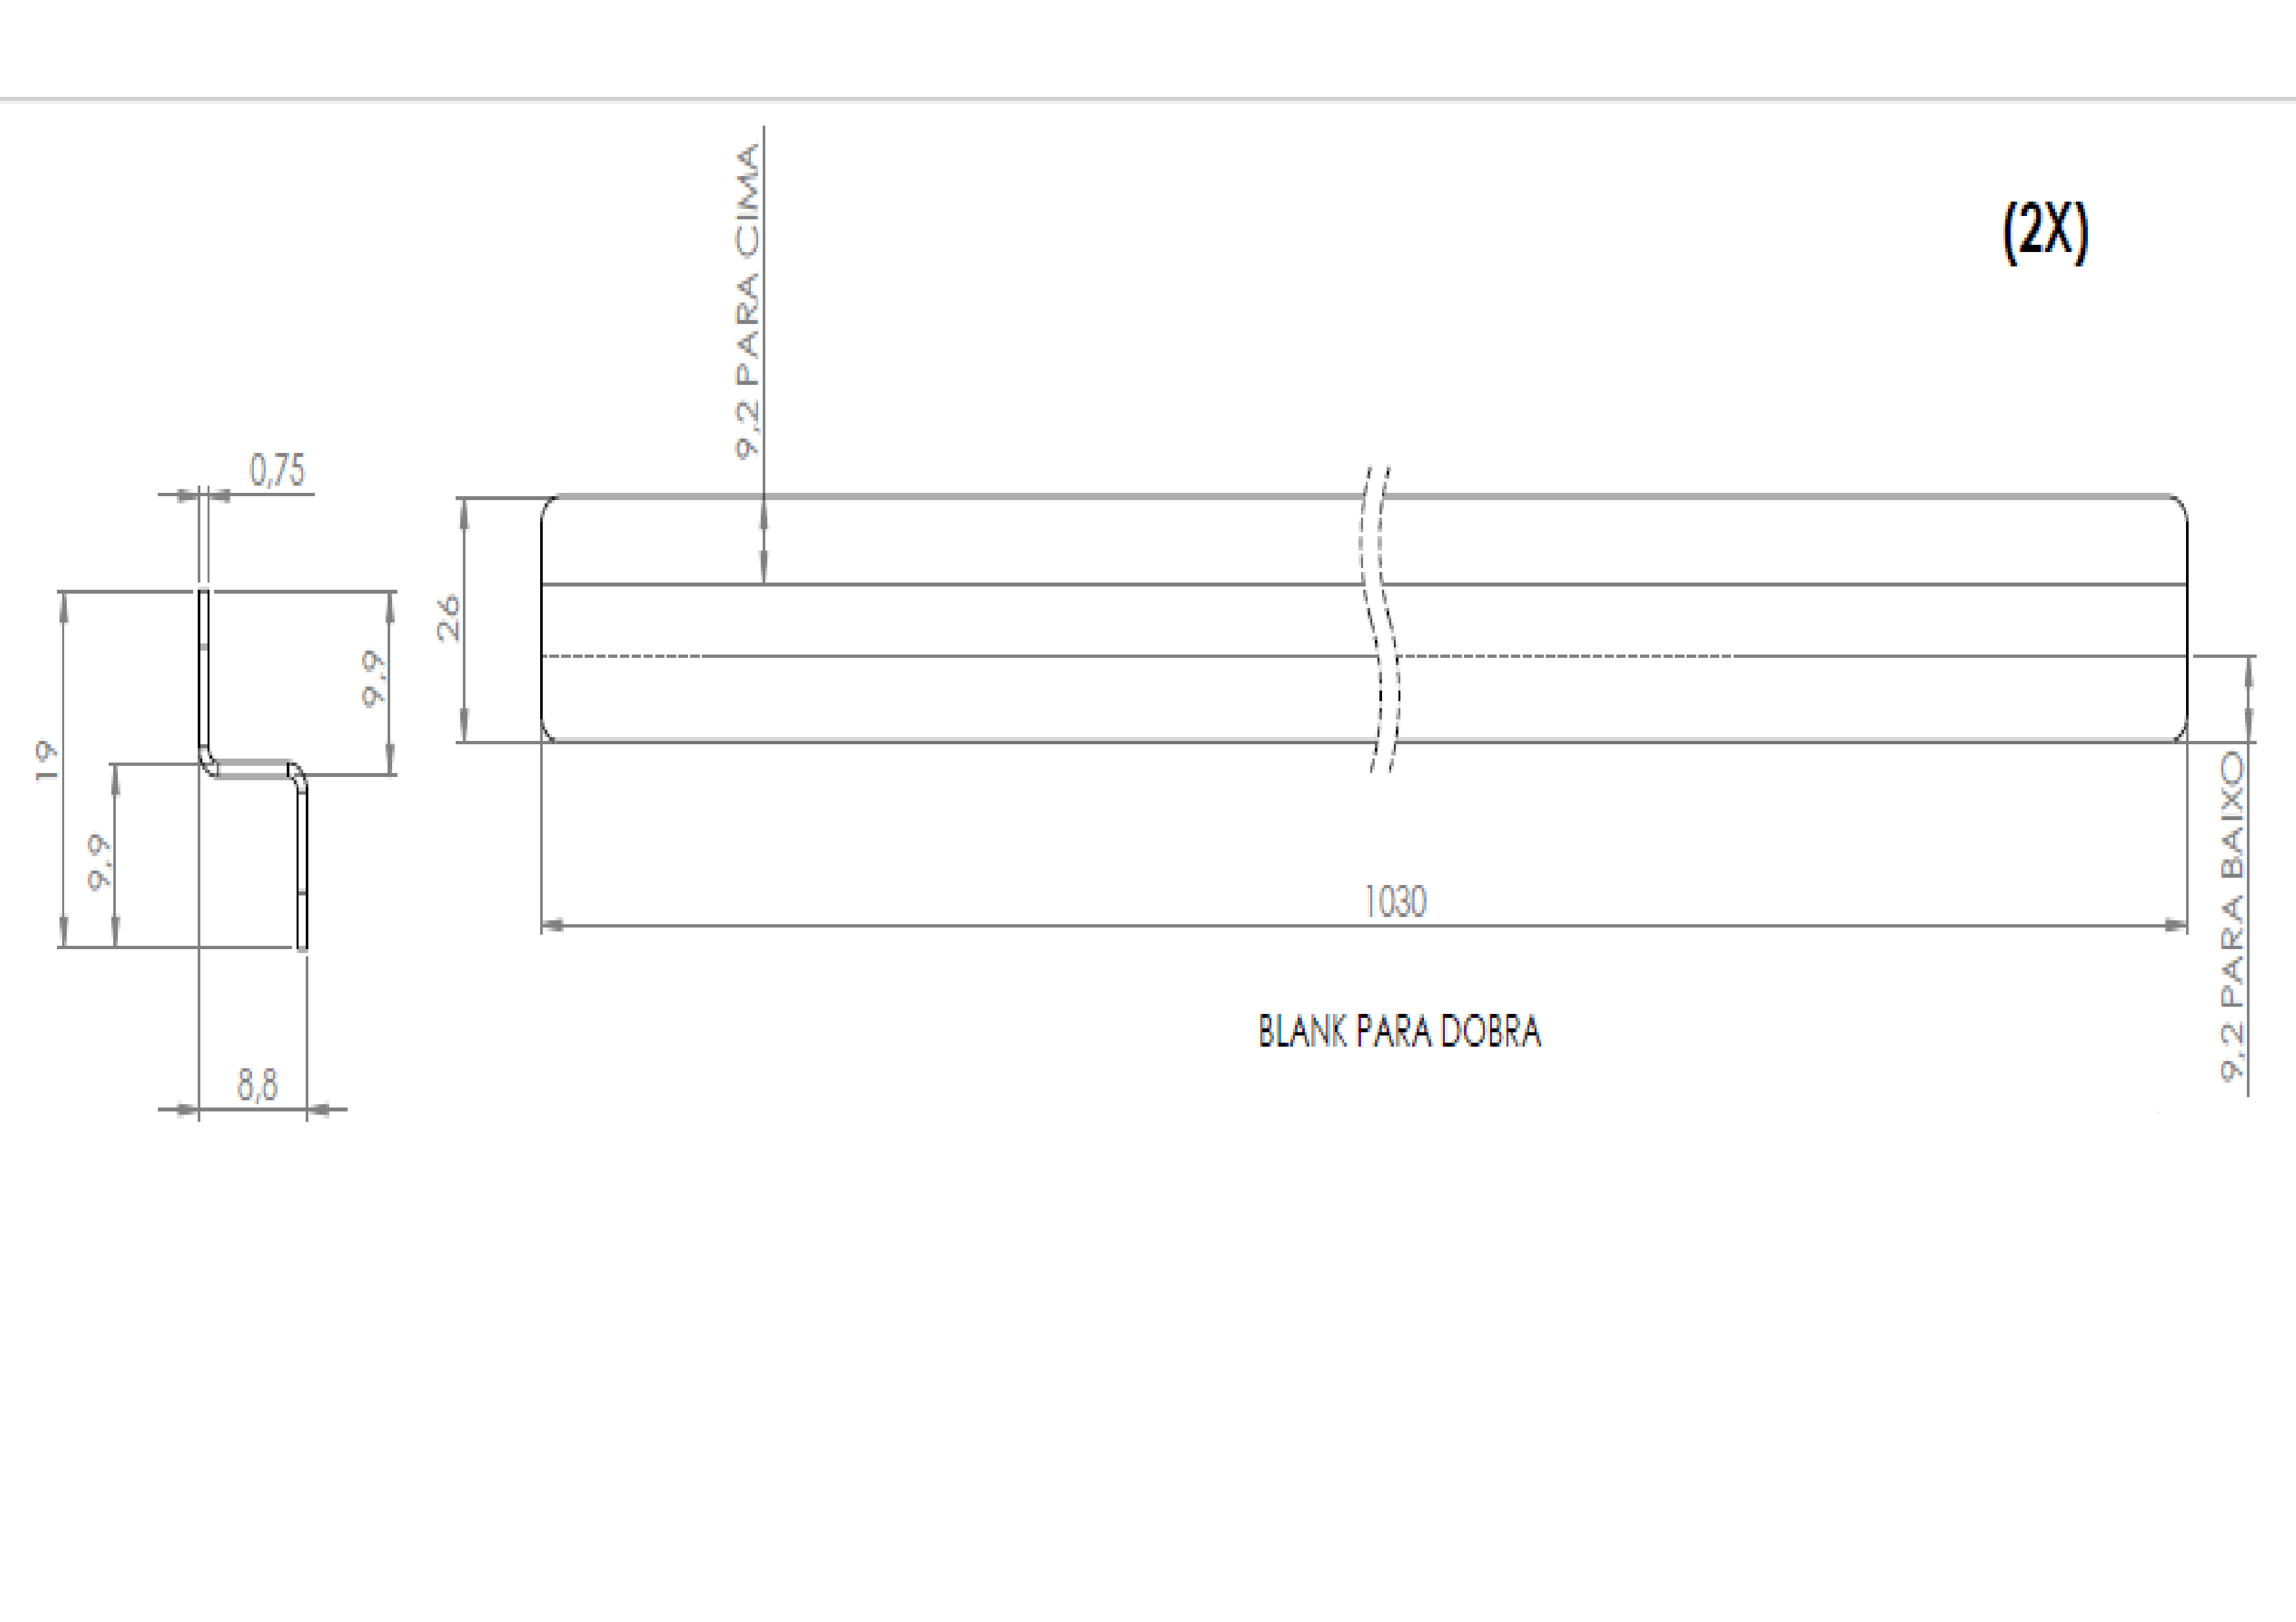 (2X)
9,2 PARA CIMA
0,75
26
9,9
19
9,9
8,8
1030
9,2 PARA BAIXO
BLANK PARA DOBRA